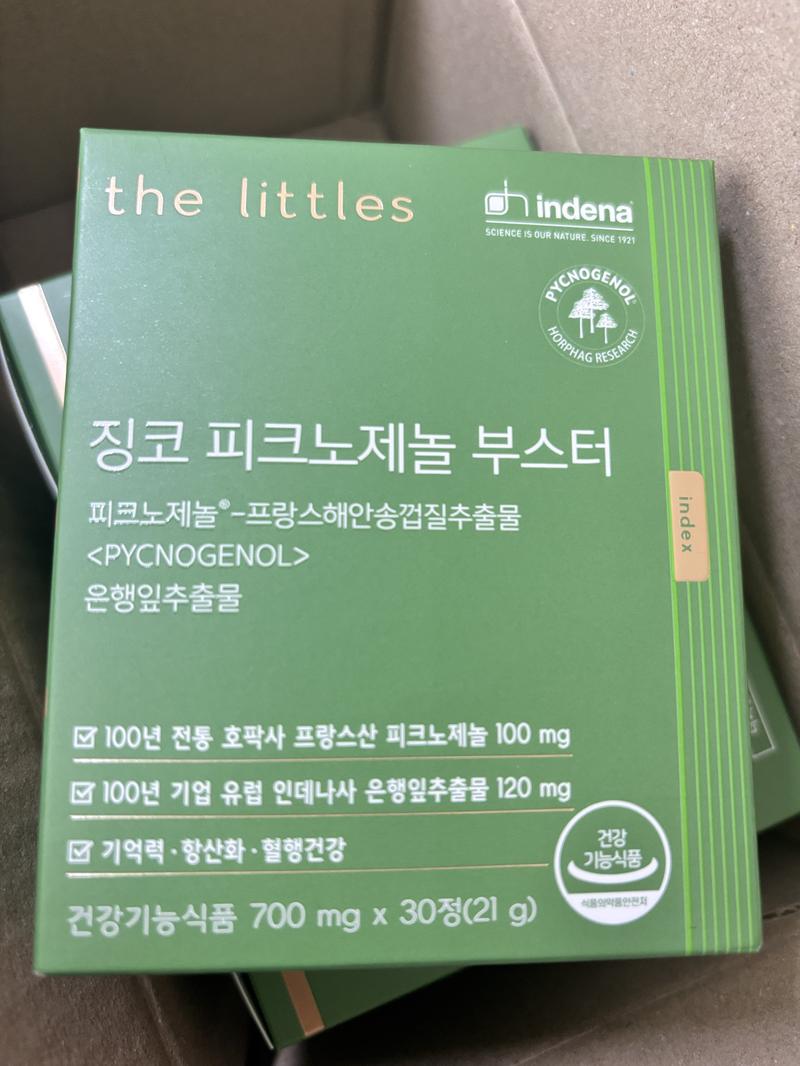 the littles
indena
SCIENCE IS OUR NATURE. SINCE 1921
PYCNOGENOL®
HORPHAG RESEARCH
징코 피크노제놀 부스터
피크노제놀®-프랑스해안송껍질추출물
<PYCNOGENOL>
은행잎추출물
index
100년 전통 호팍사 프랑스산 피크노제놀 100 mg
100년 기업 유럽 인데나사 은행잎추출물 120 mg
기억력·항산화·혈행건강
건강
기능식품
식품의약품안전처
건강기능식품 700 mg x 30정(21 g)